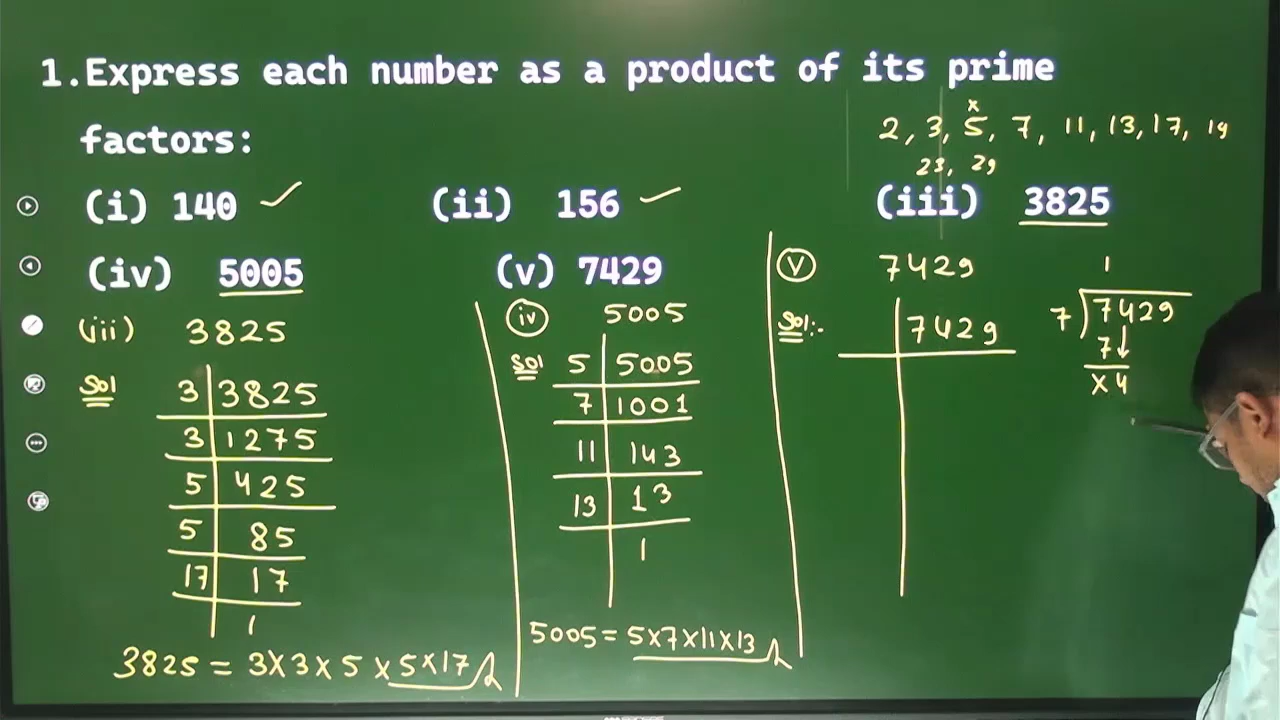 1.Express each number as a product of its prime
factors:
2, 3, 5, 7, 11, 13, 17, 19
x
23, 29
(i) 140 ✓
(ii) 156 ✓
(iii) 3825
(iv) 5005
(v) 7429
(iii) 3825
Sol
3 | 3825
3 | 1275
5 | 425
5 | 85
17 | 17
1
3825 = 3×3×5×5×17
(iv) 5005
Sol
5 | 5005
7 | 1001
11 | 143
13 | 13
1
5005 = 5×7×11×13
(v) 7429
Sol:-
7429
1
7 ) 7429
7↓
×4